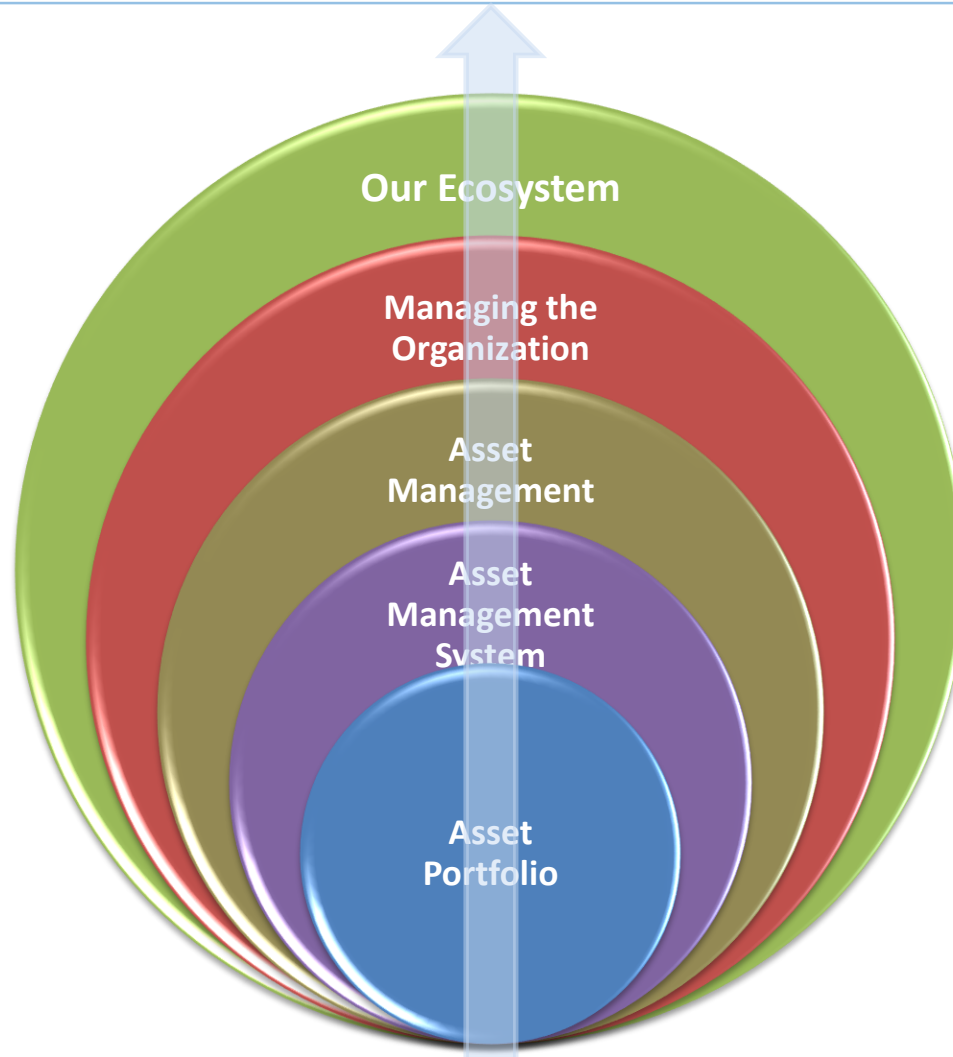 Our Ecosystem
Managing the
Organization
Asset
Management
Asset
Management
System
Asset
Portfolio